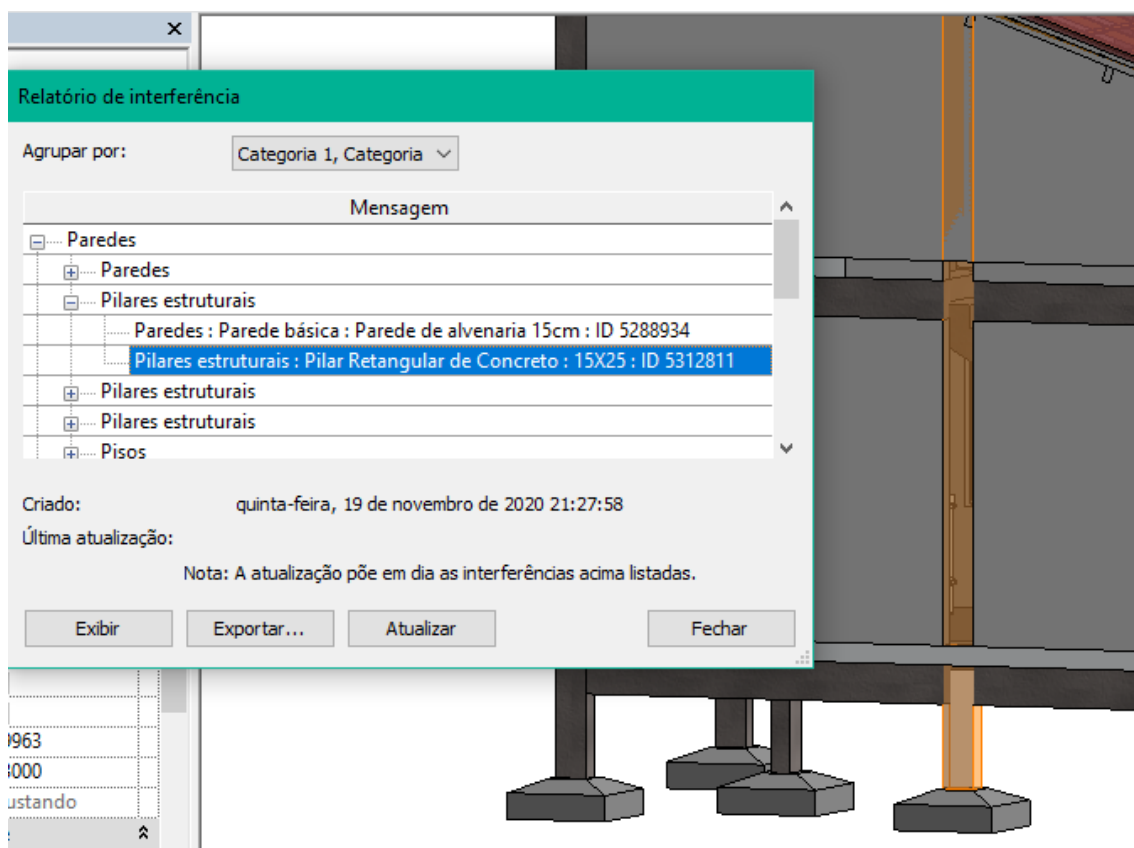 Relatório de interferência
Agrupar por: Categoria 1, Categoria
Mensagem
Paredes
Paredes
Pilares estruturais
Paredes : Parede básica : Parede de alvenaria 15cm : ID 5288934
Pilares estruturais : Pilar Retangular de Concreto : 15X25 : ID 5312811
Pilares estruturais
Pilares estruturais
Pisos
Criado: quinta-feira, 19 de novembro de 2020 21:27:58
Última atualização:
Nota: A atualização põe em dia as interferências acima listadas.
Exibir Exportar... Atualizar Fechar
9963
000
ustando